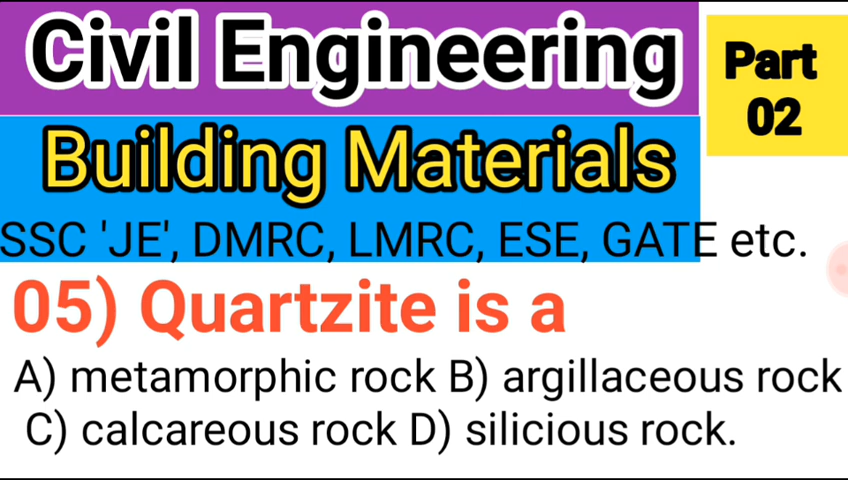 Civil Engineering
Part
02
Building Materials
SSC 'JE', DMRC, LMRC, ESE, GATE etc.
05) Quartzite is a
A) metamorphic rock B) argillaceous rock
C) calcareous rock D) silicious rock.